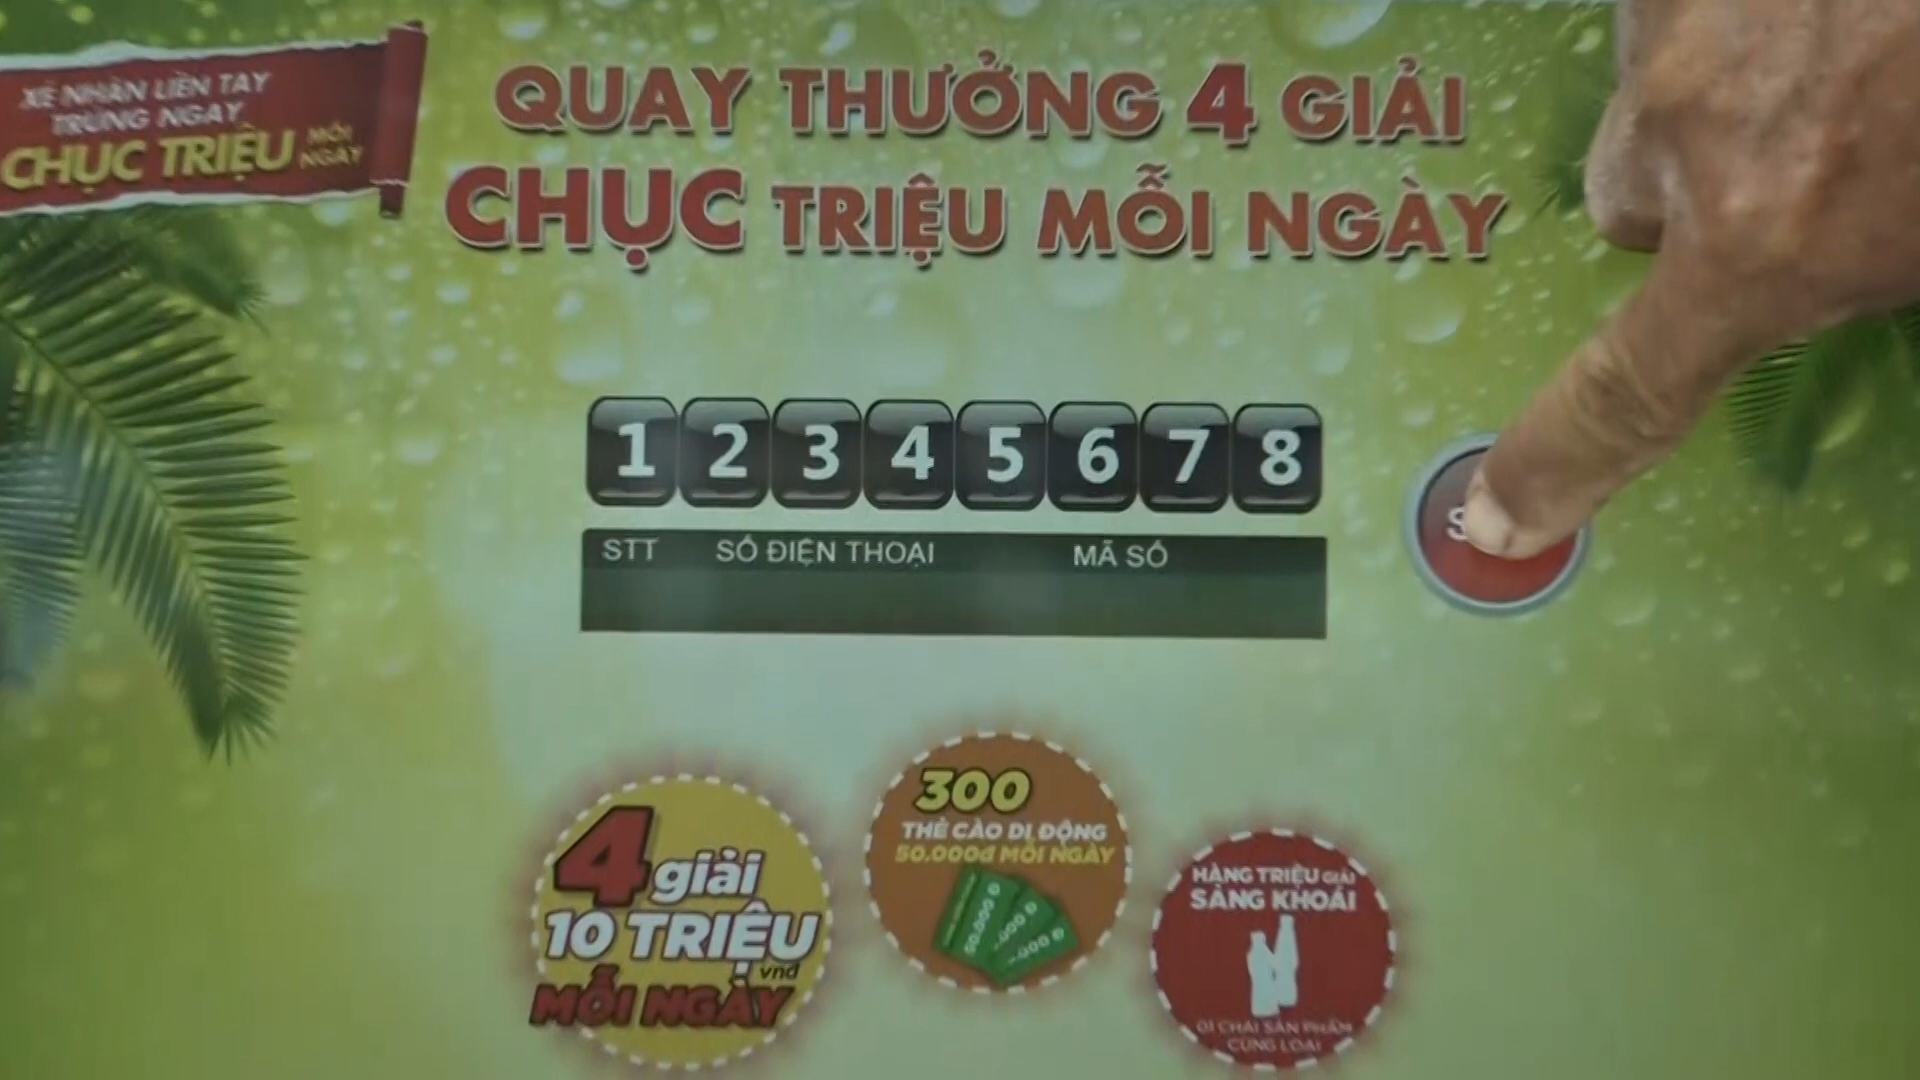 XÉ NHÃN LIỀN TAY
TRÚNG NGAY
CHỤC TRIỆU MỖI NGÀY
QUAY THƯỞNG 4 GIẢI
CHỤC TRIỆU MỖI NGÀY
1 2 3 4 5 6 7 8
STT SỐ ĐIỆN THOẠI MÃ SỐ
4 giải
10 TRIỆU
vnd
MỖI NGÀY
300
THẺ CÀO DI ĐỘNG
50.000đ MỖI NGÀY
50.000 Đ
HÀNG TRIỆU GIẢI
SẢNG KHOÁI
01 CHAI SẢN PHẨM
CÙNG LOẠI